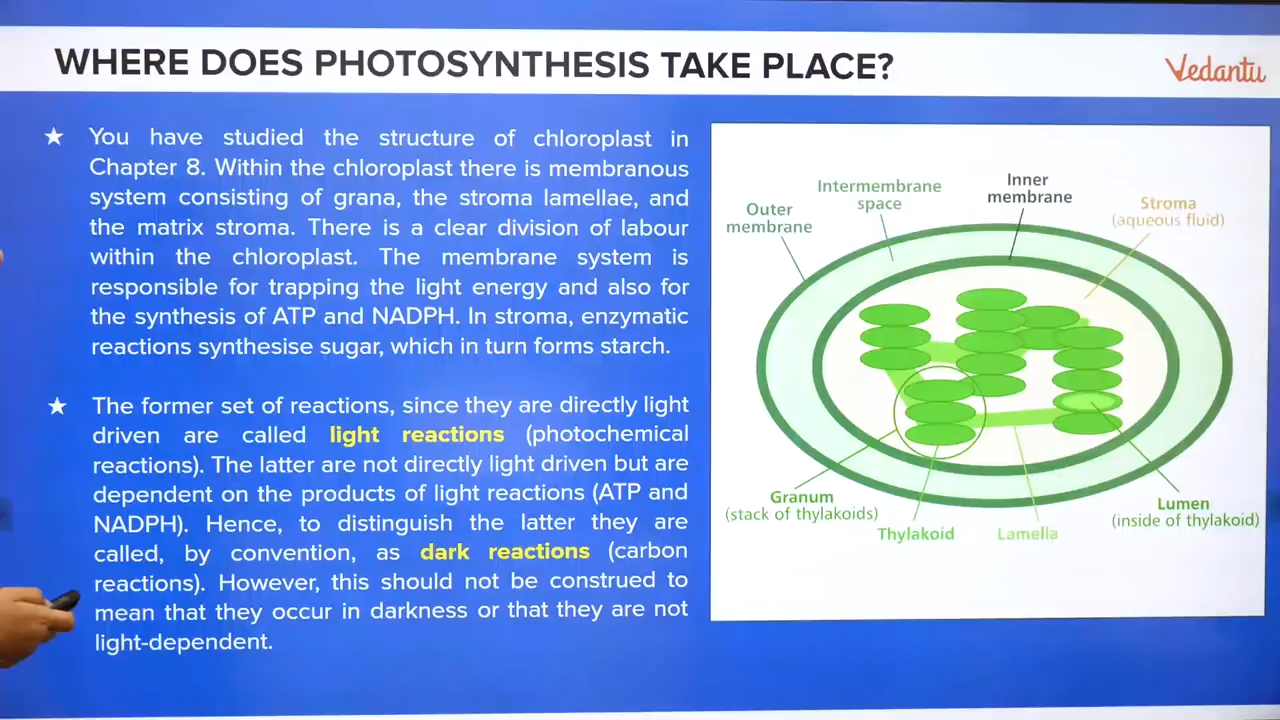 WHERE DOES PHOTOSYNTHESIS TAKE PLACE?
Vedantu
★ You have studied the structure of chloroplast in
Chapter 8. Within the chloroplast there is membranous
system consisting of grana, the stroma lamellae, and
the matrix stroma. There is a clear division of labour
within the chloroplast. The membrane system is
responsible for trapping the light energy and also for
the synthesis of ATP and NADPH. In stroma, enzymatic
reactions synthesise sugar, which in turn forms starch.
★ The former set of reactions, since they are directly light
driven are called light reactions (photochemical
reactions). The latter are not directly light driven but are
dependent on the products of light reactions (ATP and
NADPH). Hence, to distinguish the latter they are
called, by convention, as dark reactions (carbon
reactions). However, this should not be construed to
mean that they occur in darkness or that they are not
light-dependent.
Outer
membrane
Intermembrane
space
Inner
membrane
Stroma
(aqueous fluid)
Granum
(stack of thylakoids)
Thylakoid
Lamella
Lumen
(inside of thylakoid)